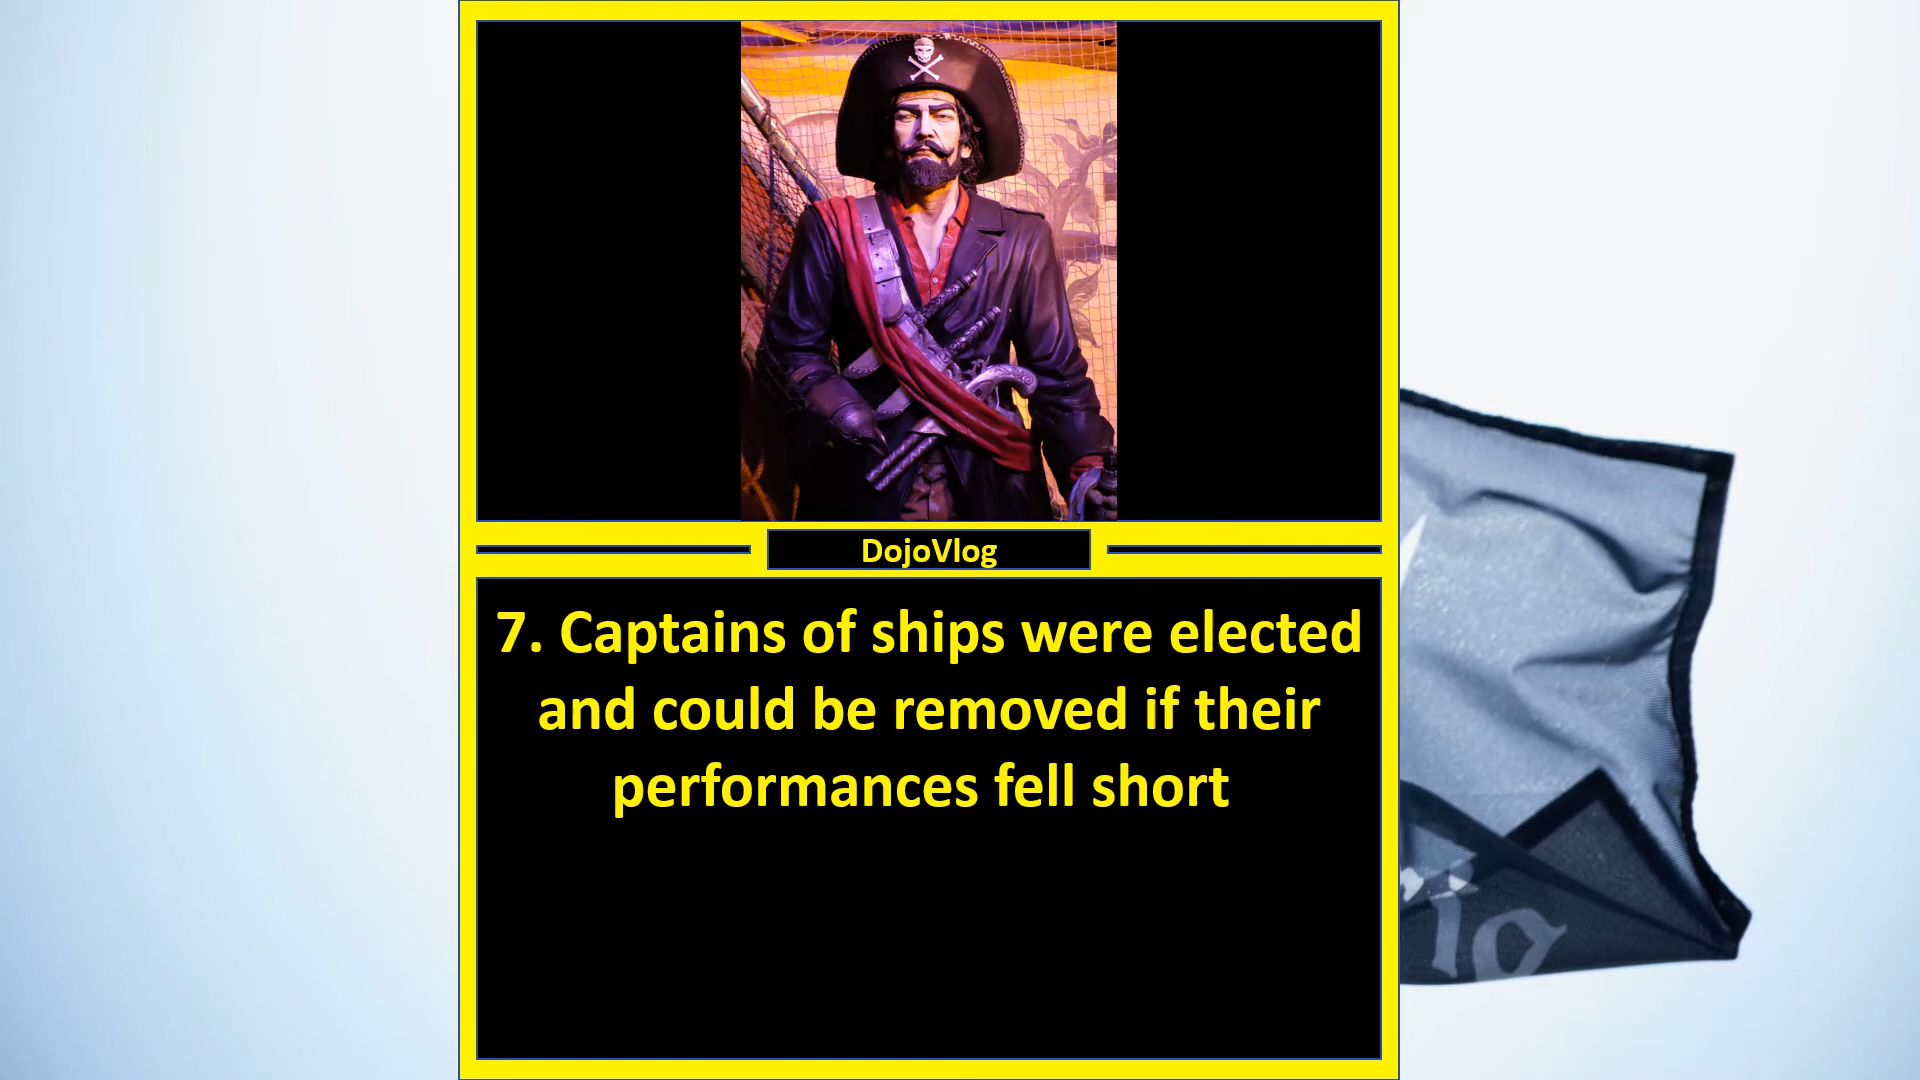 DojoVlog
7. Captains of ships were elected
and could be removed if their
performances fell short